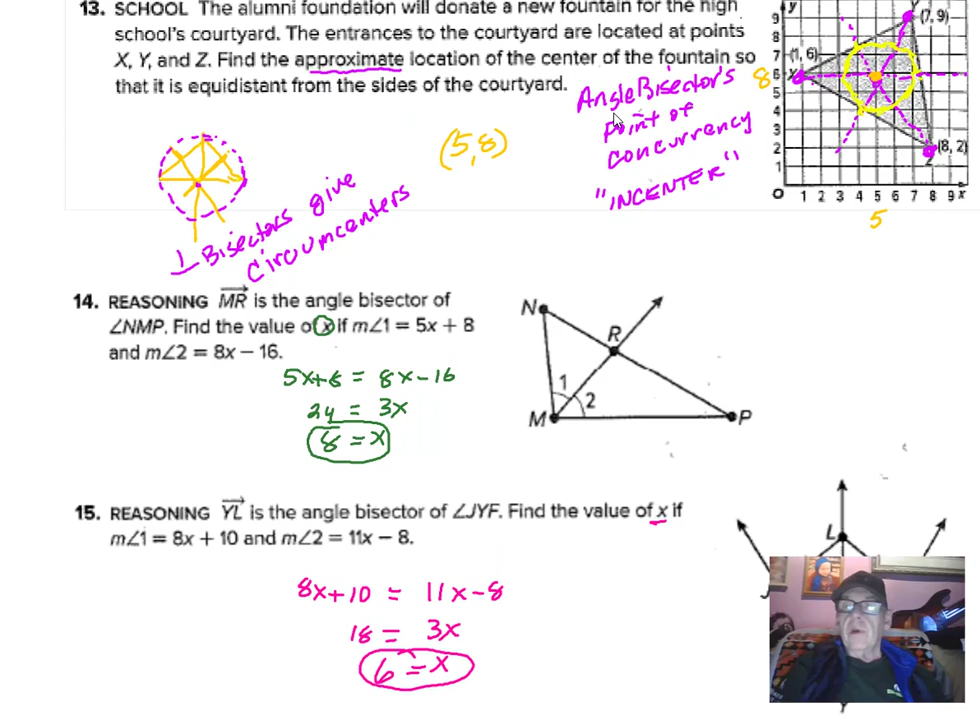 13. SCHOOL The alumni foundation will donate a new fountain for the high
school's courtyard. The entrances to the courtyard are located at points
X, Y, and Z. Find the approximate location of the center of the fountain so
that it is equidistant from the sides of the courtyard.
Angle Bisector's
point of
concurrency
"INCENTER"
(5,8)
⊥ Bisectors give
Circumcenters
y
9
8
7
6
5
4
3
2
1
O 1 2 3 4 5 6 7 8 9 x
Y (7, 9)
(1, 6)
X
(8, 2)
Z
8
5
14. REASONING MR is the angle bisector of
∠NMP. Find the value of x if m∠1 = 5x + 8
and m∠2 = 8x – 16.
5x+8 = 8x-16
24 = 3x
8 = x
N
R
1
2
M
P
15. REASONING YL is the angle bisector of ∠JYF. Find the value of x if
m∠1 = 8x + 10 and m∠2 = 11x – 8.
8x+10 = 11x-8
18 = 3x
6 = x
L